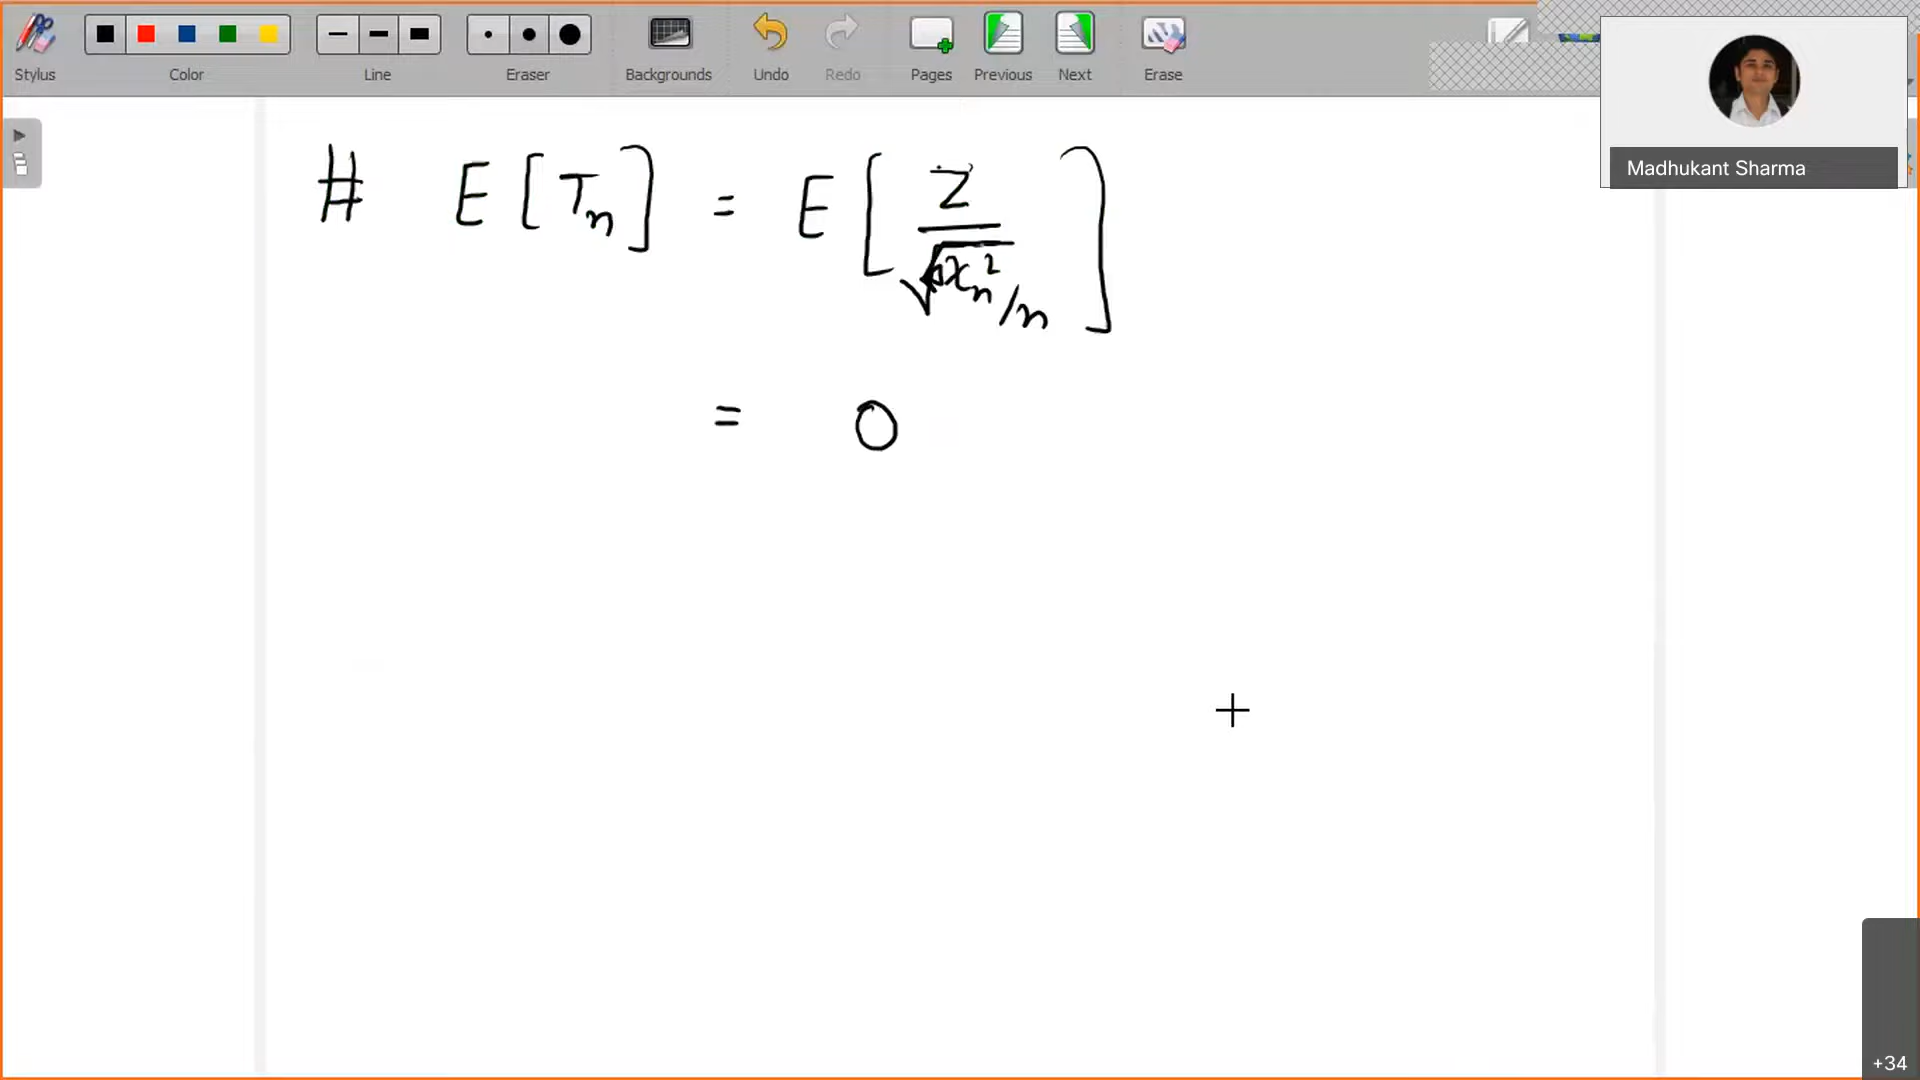 Stylus Color Line Eraser Backgrounds Undo Redo Pages Previous Next Erase
Madhukant Sharma
# E[Tₙ] = E[Z / √(χₙ²/n)]
= 0
+34